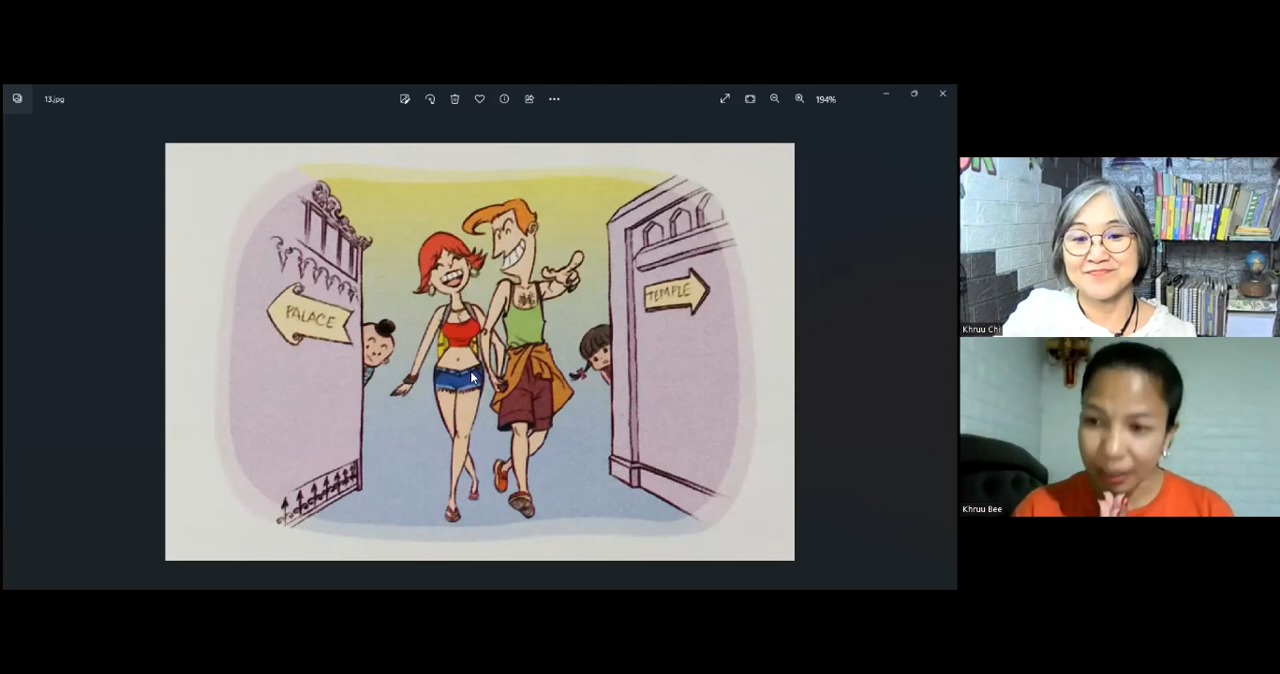 13.jpg
194%
PALACE
TEMPLE
Khruu Chi
Khruu Bee